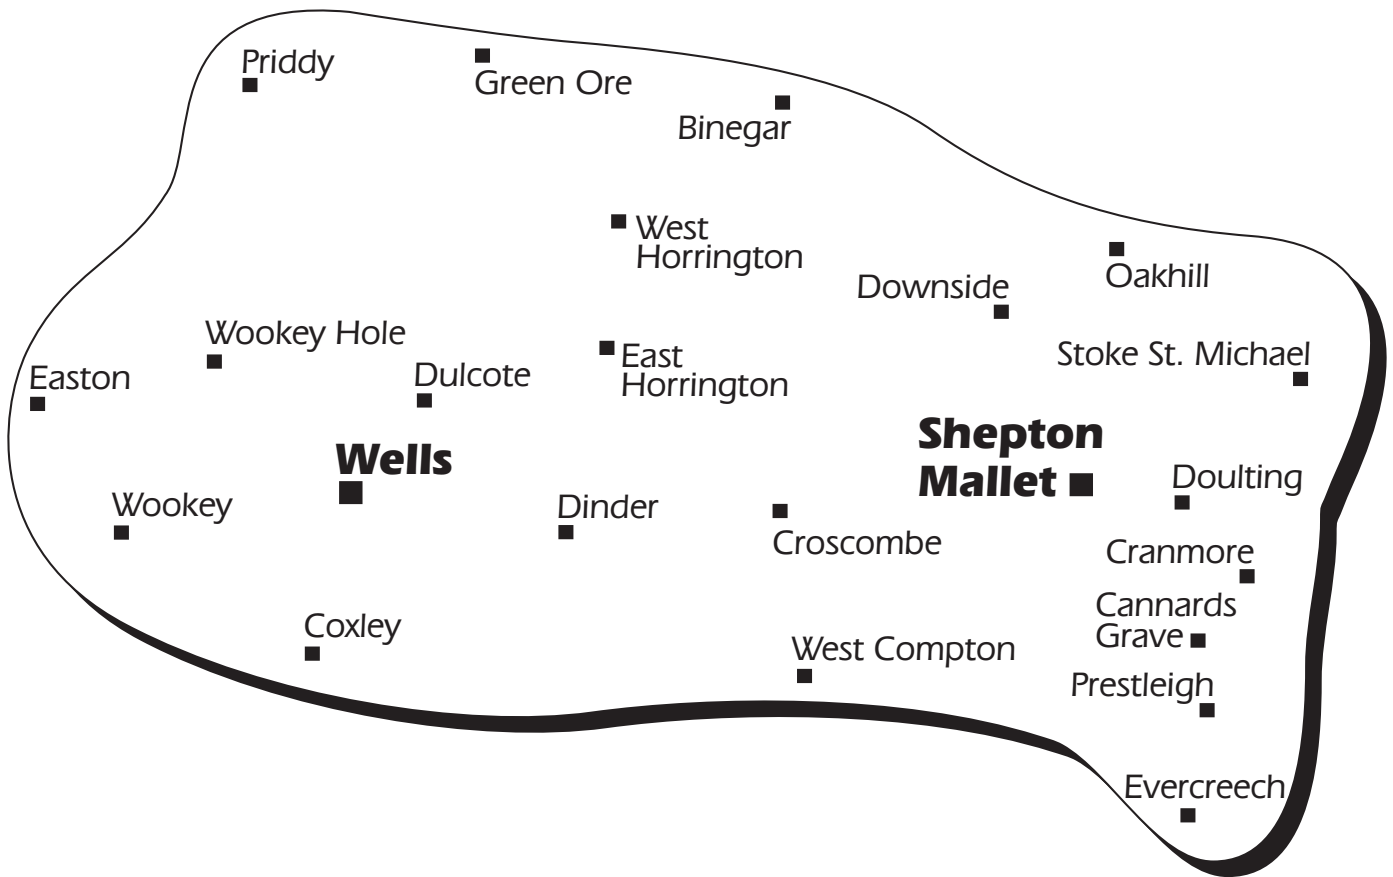 Priddy
Green Ore
Binegar
West
Horrington
Oakhill
Downside
Wookey Hole
Stoke St. Michael
East
Horrington
Easton
Dulcote
Shepton
Mallet
Wells
Doulting
Wookey
Dinder
Croscombe
Cranmore
Cannards
Grave
Coxley
West Compton
Prestleigh
Evercreech